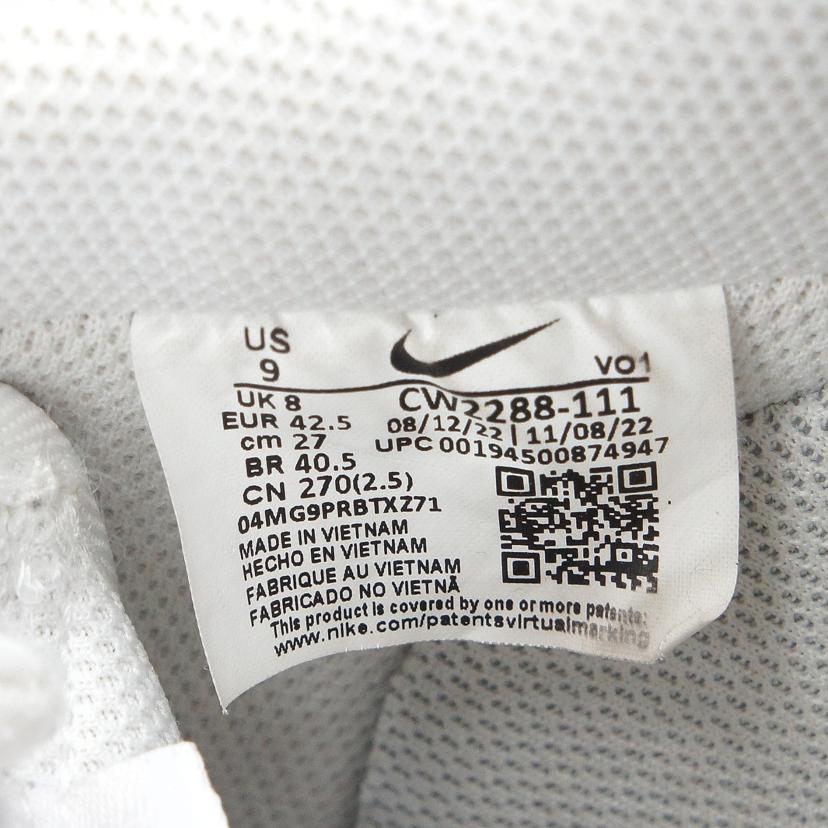 US
9
VO1
UK 8
EUR 42.5
cm 27
BR 40.5
CN 270(2.5)
04MG9PRBTXZ71
CW2288-111
08/12/22 | 11/08/22
UPC 00194500874947
MADE IN VIETNAM
HECHO EN VIETNAM
FABRIQUE AU VIETNAM
FABRICADO NO VIETNÃ
This product is covered by one or more patents:
www.nike.com/patentsvirtualmarking